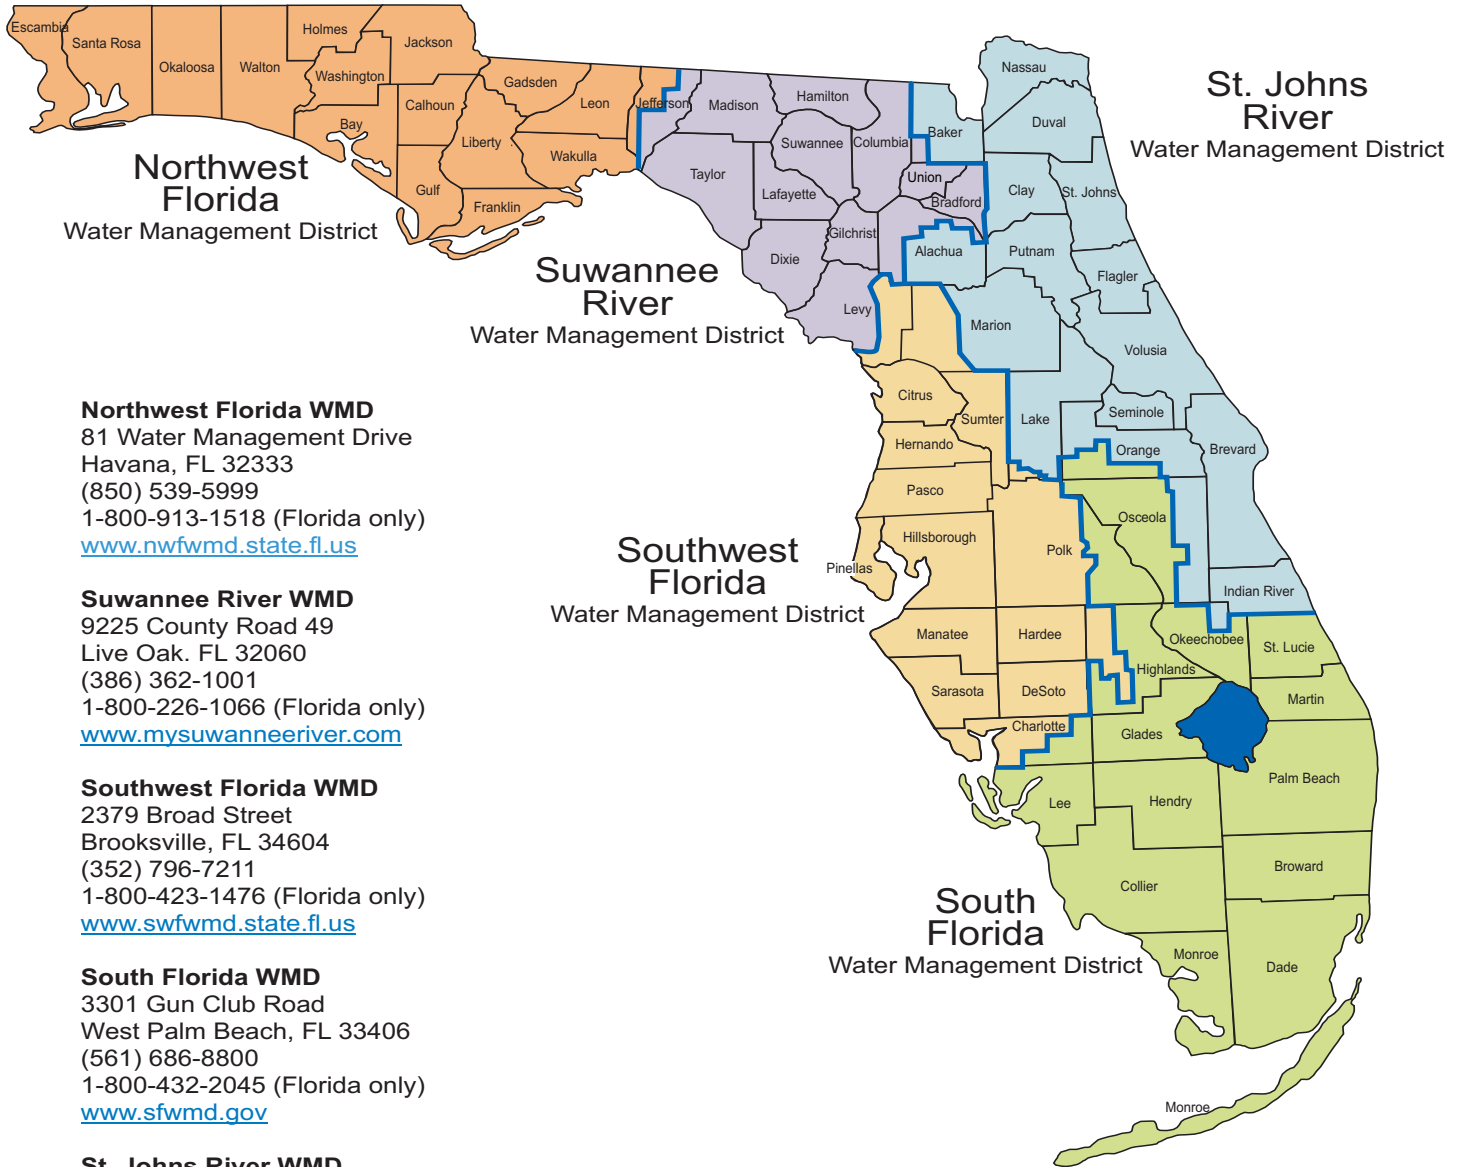 Escambia
Santa Rosa
Okaloosa
Walton
Holmes
Washington
Jackson
Bay
Calhoun
Gulf
Liberty
Gadsden
Leon
Wakulla
Franklin
Jefferson
Madison
Hamilton
Taylor
Suwannee
Columbia
Lafayette
Dixie
Gilchrist
Levy
Union
Bradford
Baker
Nassau
Duval
Clay
St. Johns
Alachua
Putnam
Flagler
Marion
Volusia
Citrus
Sumter
Lake
Seminole
Hernando
Orange
Brevard
Pasco
Osceola
Hillsborough
Polk
Pinellas
Indian River
Manatee
Hardee
Okeechobee
St. Lucie
Highlands
Sarasota
DeSoto
Martin
Charlotte
Glades
Palm Beach
Lee
Hendry
Broward
Collier
Monroe
Dade
Monroe
Northwest
Florida
Water Management District
St. Johns
River
Water Management District
Suwannee
River
Water Management District
Southwest
Florida
Water Management District
South
Florida
Water Management District
Northwest Florida WMD
81 Water Management Drive
Havana, FL 32333
(850) 539-5999
1-800-913-1518 (Florida only)
www.nwfwmd.state.fl.us
Suwannee River WMD
9225 County Road 49
Live Oak. FL 32060
(386) 362-1001
1-800-226-1066 (Florida only)
www.mysuwanneeriver.com
Southwest Florida WMD
2379 Broad Street
Brooksville, FL 34604
(352) 796-7211
1-800-423-1476 (Florida only)
www.swfwmd.state.fl.us
South Florida WMD
3301 Gun Club Road
West Palm Beach, FL 33406
(561) 686-8800
1-800-432-2045 (Florida only)
www.sfwmd.gov
St. Johns River WMD